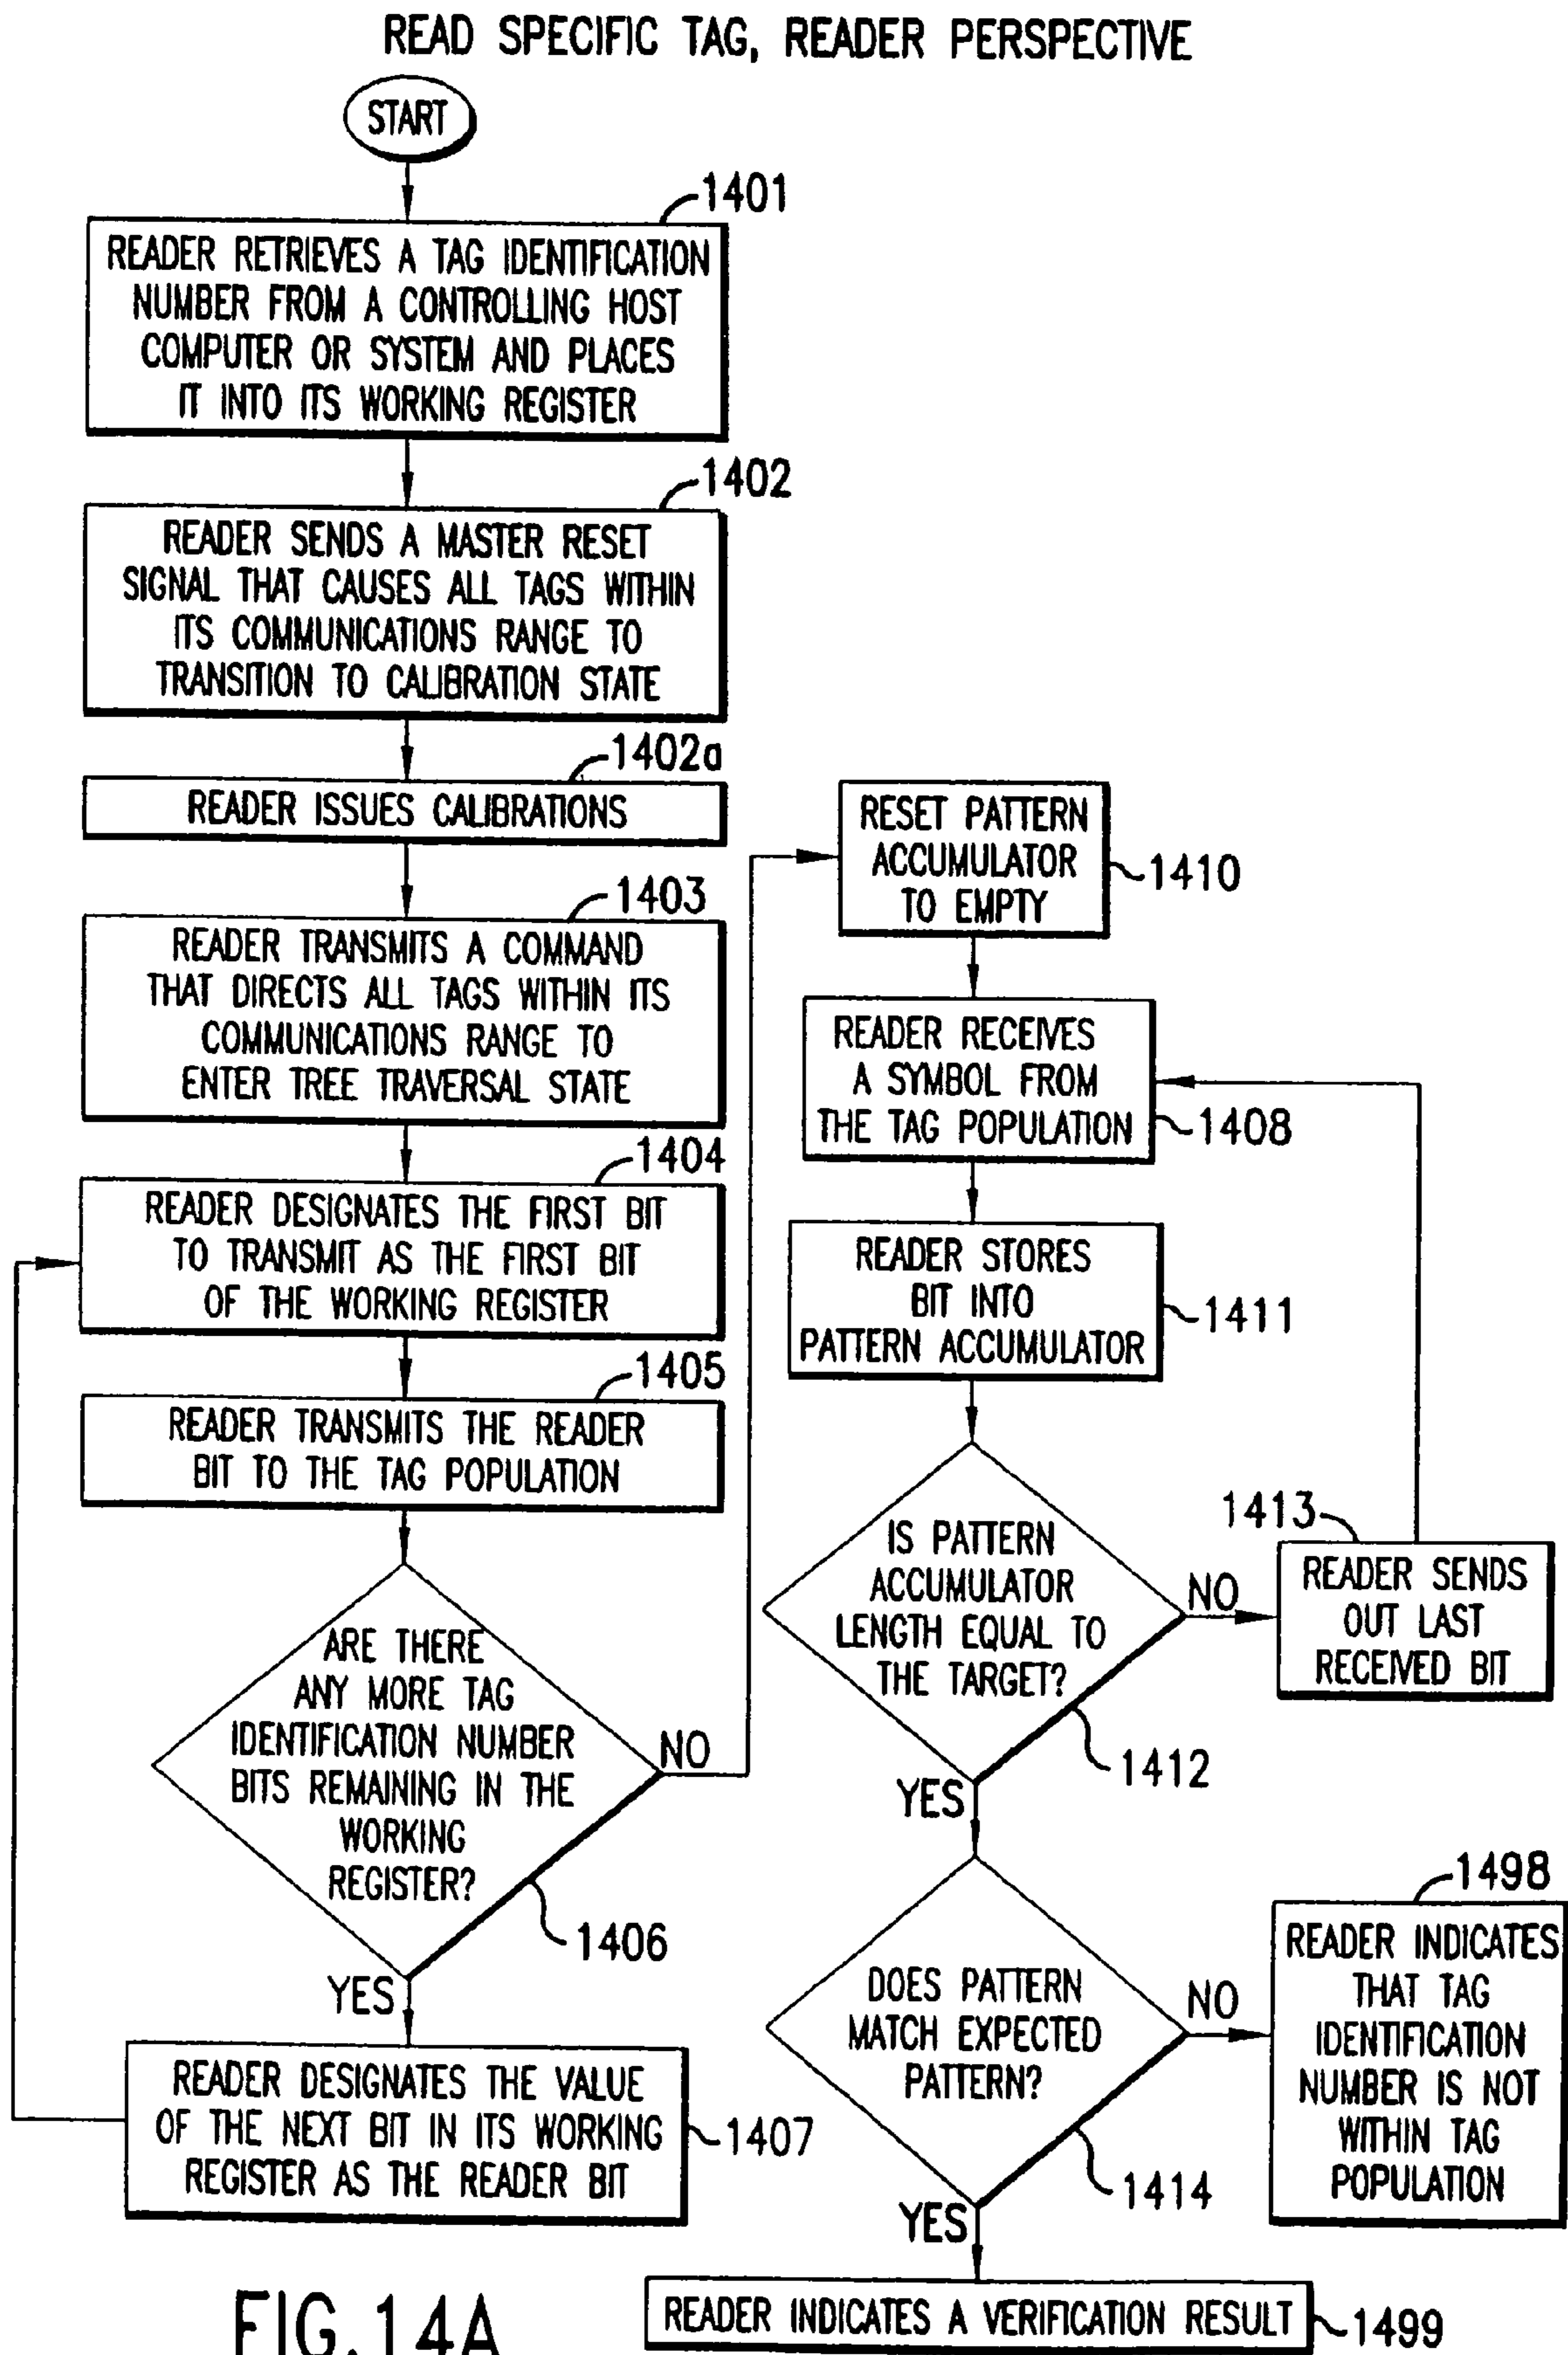 READ SPECIFIC TAG, READER PERSPECTIVE
START
1401
READER RETRIEVES A TAG IDENTIFICATION
NUMBER FROM A CONTROLLING HOST
COMPUTER OR SYSTEM AND PLACES
IT INTO ITS WORKING REGISTER
1402
READER SENDS A MASTER RESET
SIGNAL THAT CAUSES ALL TAGS WITHIN
ITS COMMUNICATIONS RANGE TO
TRANSITION TO CALIBRATION STATE
1402a
READER ISSUES CALIBRATIONS
1403
READER TRANSMITS A COMMAND
THAT DIRECTS ALL TAGS WITHIN ITS
COMMUNICATIONS RANGE TO
ENTER TREE TRAVERSAL STATE
1404
READER DESIGNATES THE FIRST BIT
TO TRANSMIT AS THE FIRST BIT
OF THE WORKING REGISTER
1405
READER TRANSMITS THE READER
BIT TO THE TAG POPULATION
ARE THERE
ANY MORE TAG
IDENTIFICATION NUMBER
BITS REMAINING IN THE
WORKING
REGISTER?
NO
1406
YES
READER DESIGNATES THE VALUE
OF THE NEXT BIT IN ITS WORKING
REGISTER AS THE READER BIT
1407
RESET PATTERN
ACCUMULATOR
TO EMPTY
1410
READER RECEIVES
A SYMBOL FROM
THE TAG POPULATION
1408
READER STORES
BIT INTO
PATTERN ACCUMULATOR
1411
IS PATTERN
ACCUMULATOR
LENGTH EQUAL TO
THE TARGET?
NO
1412
YES
1413
READER SENDS
OUT LAST
RECEIVED BIT
DOES PATTERN
MATCH EXPECTED
PATTERN?
NO
1414
YES
1498
READER INDICATES
THAT TAG
IDENTIFICATION
NUMBER IS NOT
WITHIN TAG
POPULATION
READER INDICATES A VERIFICATION RESULT
1499
FIG.14A